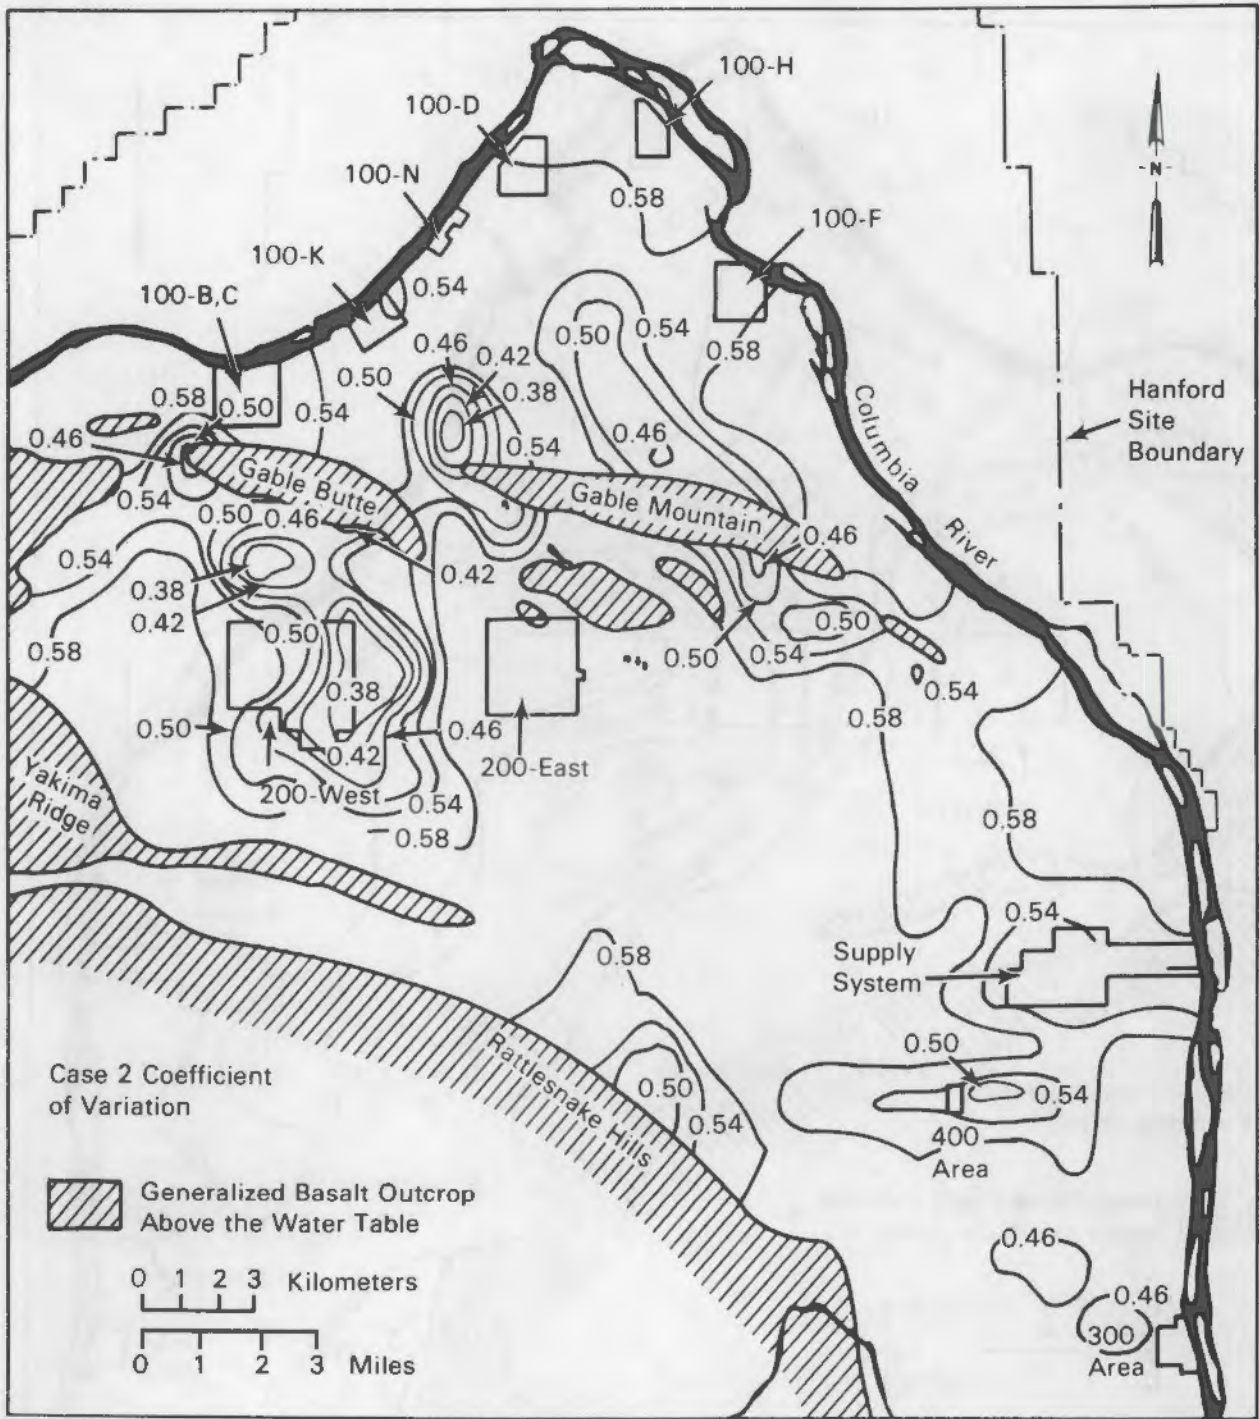 100-H
100-D
N
100-N
0.58
100-F
100-K
0.54
100-B,C
0.54
0.50
0.46
0.42
0.58
0.58
0.50
0.38
Hanford
Site
Boundary
0.50
0.54
Columbia
River
0.46
0.54
0.46
0.54
Gable Butte
Gable Mountain
0.50
0.46
0.46
0.54
0.42
0.38
0.42
0.50
0.50
0.58
0.50
0.54
0.38
0.54
0.58
0.50
0.46
0.42
200-East
Yakima
Ridge
200-West
0.54
0.58
0.58
0.54
0.58
Supply
System
0.50
Rattlesnake Hills
0.50
0.54
0.54
Case 2 Coefficient
of Variation
400
Area
Generalized Basalt Outcrop
Above the Water Table
0.46
0 1 2 3 Kilometers
0.46
300
Area
0 1 2 3 Miles